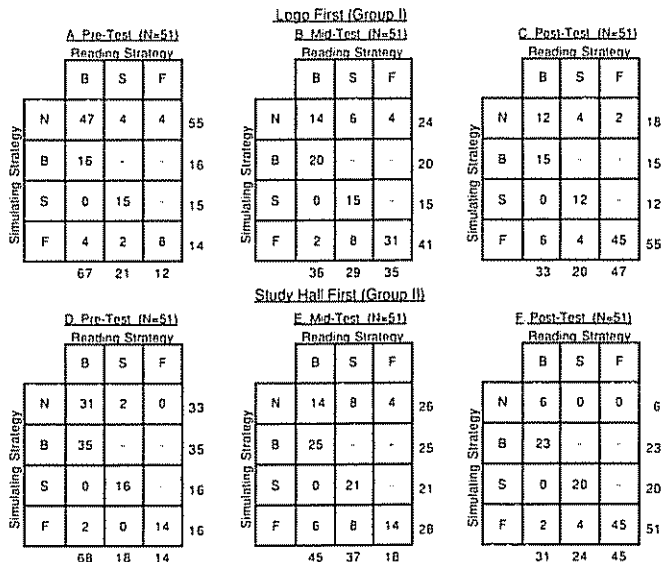 Logo First (Group I)
A. Pre-Test (N=51) B. Mid-Test (N=51) C. Post-Test (N=51)
Reading Strategy Reading Strategy Reading Strategy
B S F B S F B S F
N 47 4 4 55 N 14 6 4 24 N 12 4 2 18
B 16 - - 16 B 20 - - 20 B 15 - - 15
S 0 15 - 15 S 0 15 - 15 S 0 12 - 12
F 4 2 8 14 F 2 8 31 41 F 6 4 45 55
67 21 12 36 29 35 33 20 47
Simulating Strategy Simulating Strategy Simulating Strategy
Study Hall First (Group II)
D. Pre-Test (N=51) E. Mid-Test (N=51) F. Post-Test (N=51)
Reading Strategy Reading Strategy Reading Strategy
B S F B S F B S F
N 31 2 0 33 N 14 8 4 26 N 6 0 0 6
B 35 - - 35 B 25 - - 25 B 23 - - 23
S 0 16 - 16 S 0 21 - 21 S 0 20 - 20
F 2 0 14 16 F 6 8 14 28 F 2 4 45 51
68 18 14 45 37 18 31 24 45
Simulating Strategy Simulating Strategy Simulating Strategy